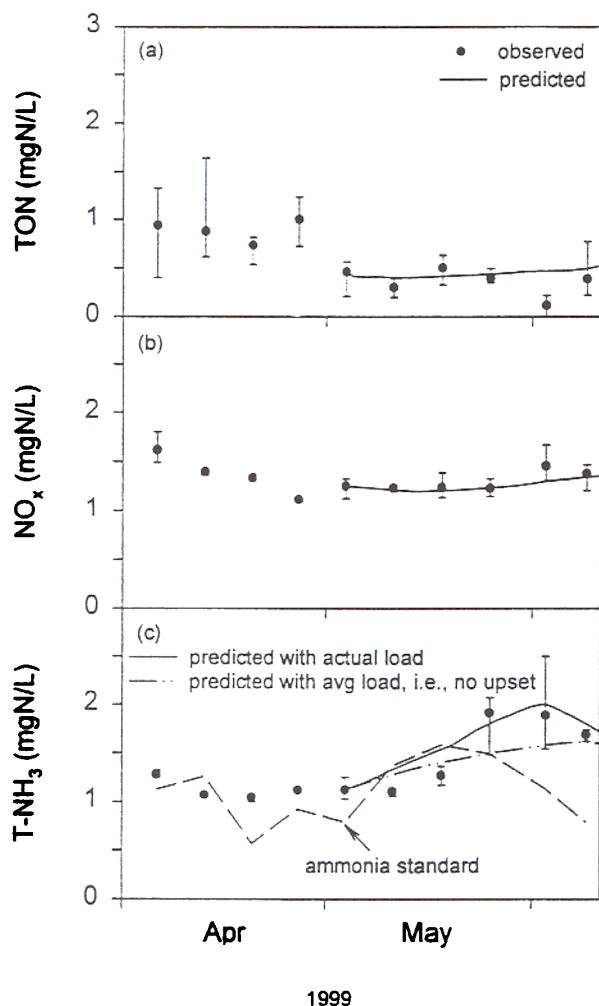 3
(a)
observed
predicted
2
1
0
TON (mgN/L)
(b)
2
1
0
NOx (mgN/L)
(c)
predicted with actual load
predicted with avg load, i.e., no upset
2
1
0
T-NH3 (mgN/L)
ammonia standard
Apr
May
1999